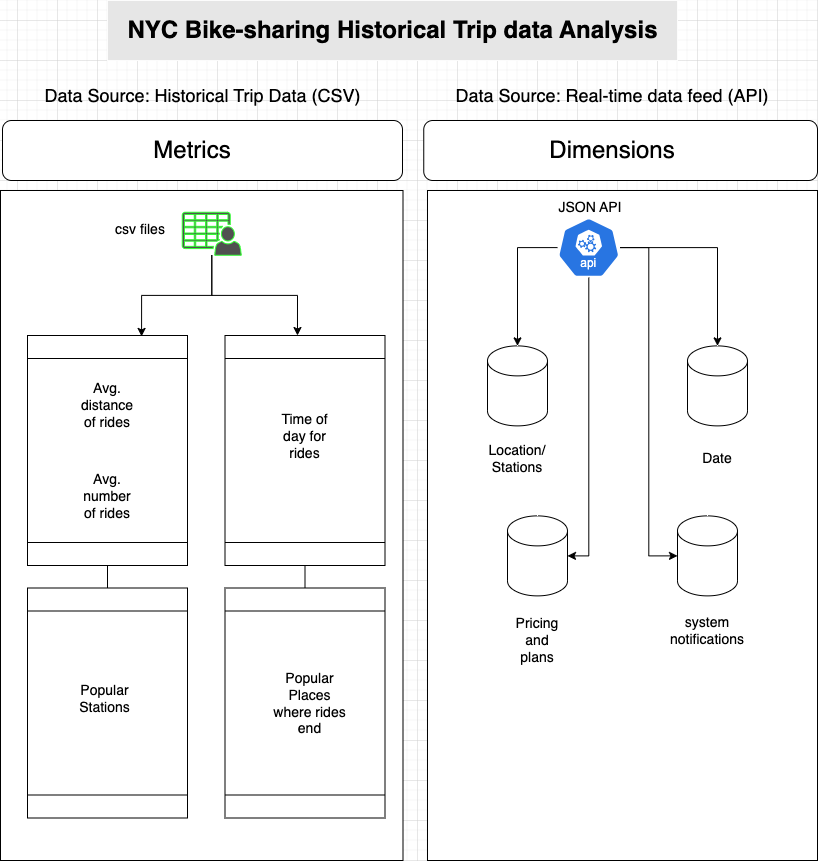 NYC Bike-sharing Historical Trip data Analysis
Data Source: Historical Trip Data (CSV)
Data Source: Real-time data feed (API)
Metrics
Dimensions
csv files
Avg.
distance
of rides
Avg.
number
of rides
Time of
day for
rides
Popular
Stations
Popular
Places
where rides
end
JSON API
api
Location/
Stations
Date
Pricing
and
plans
system
notifications